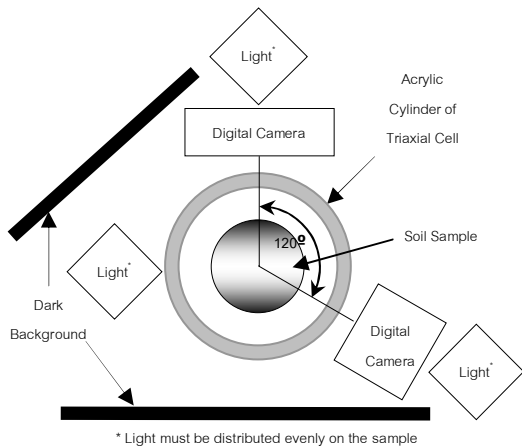 Light*
Digital Camera
Acrylic
Cylinder of
Triaxial Cell
120º
Soil Sample
Light*
Dark
Background
Digital
Camera
Light*
* Light must be distributed evenly on the sample